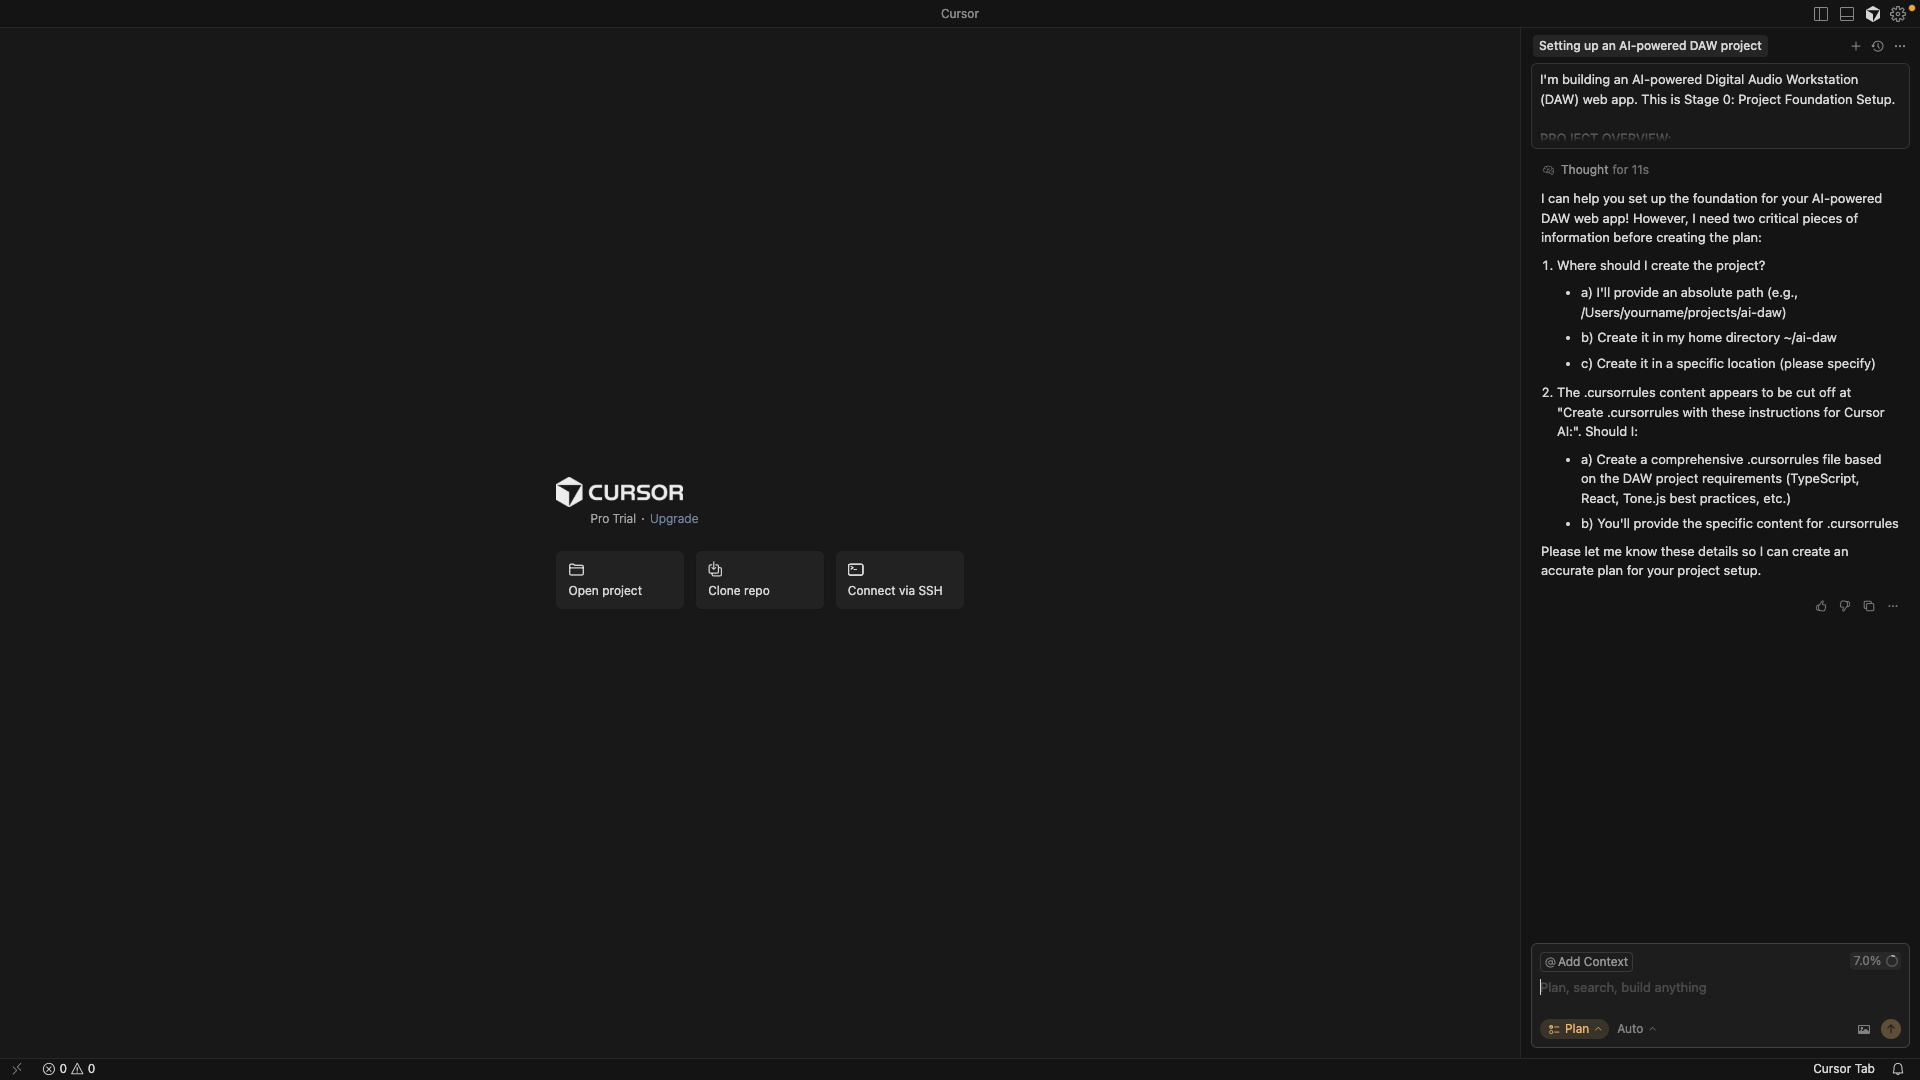 Cursor
CURSOR
Pro Trial · Upgrade
Open project
Clone repo
Connect via SSH
Setting up an AI-powered DAW project
I'm building an AI-powered Digital Audio Workstation
(DAW) web app. This is Stage 0: Project Foundation Setup.
PROJECT OVERVIEW:
Thought for 11s
I can help you set up the foundation for your AI-powered
DAW web app! However, I need two critical pieces of
information before creating the plan:
1. Where should I create the project?
• a) I'll provide an absolute path (e.g.,
/Users/yourname/projects/ai-daw)
• b) Create it in my home directory ~/ai-daw
• c) Create it in a specific location (please specify)
2. The .cursorrules content appears to be cut off at
"Create .cursorrules with these instructions for Cursor
AI:". Should I:
• a) Create a comprehensive .cursorrules file based
on the DAW project requirements (TypeScript,
React, Tone.js best practices, etc.)
• b) You'll provide the specific content for .cursorrules
Please let me know these details so I can create an
accurate plan for your project setup.
@ Add Context
7.0%
Plan, search, build anything
Plan
Auto
0 0
Cursor Tab